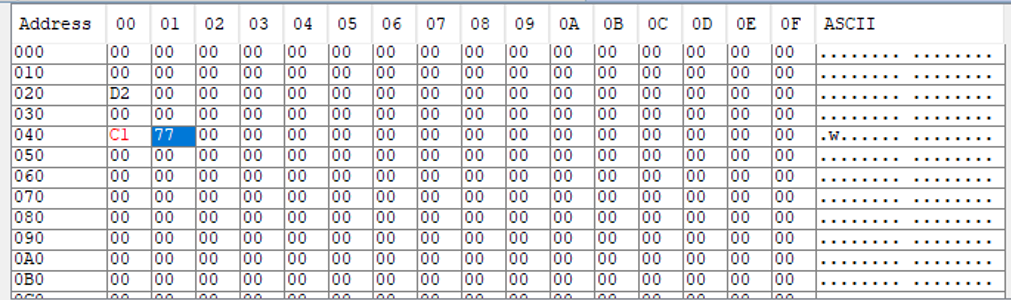 Address 00 01 02 03 04 05 06 07 08 09 0A 0B 0C 0D 0E 0F ASCII
000 00 00 00 00 00 00 00 00 00 00 00 00 00 00 00 00 ........ ........
010 00 00 00 00 00 00 00 00 00 00 00 00 00 00 00 00 ........ ........
020 D2 00 00 00 00 00 00 00 00 00 00 00 00 00 00 00 ........ ........
030 00 00 00 00 00 00 00 00 00 00 00 00 00 00 00 00 ........ ........
040 C1 77 00 00 00 00 00 00 00 00 00 00 00 00 00 00 .w...... ........
050 00 00 00 00 00 00 00 00 00 00 00 00 00 00 00 00 ........ ........
060 00 00 00 00 00 00 00 00 00 00 00 00 00 00 00 00 ........ ........
070 00 00 00 00 00 00 00 00 00 00 00 00 00 00 00 00 ........ ........
080 00 00 00 00 00 00 00 00 00 00 00 00 00 00 00 00 ........ ........
090 00 00 00 00 00 00 00 00 00 00 00 00 00 00 00 00 ........ ........
0A0 00 00 00 00 00 00 00 00 00 00 00 00 00 00 00 00 ........ ........
0B0 00 00 00 00 00 00 00 00 00 00 00 00 00 00 00 00 ........ ........